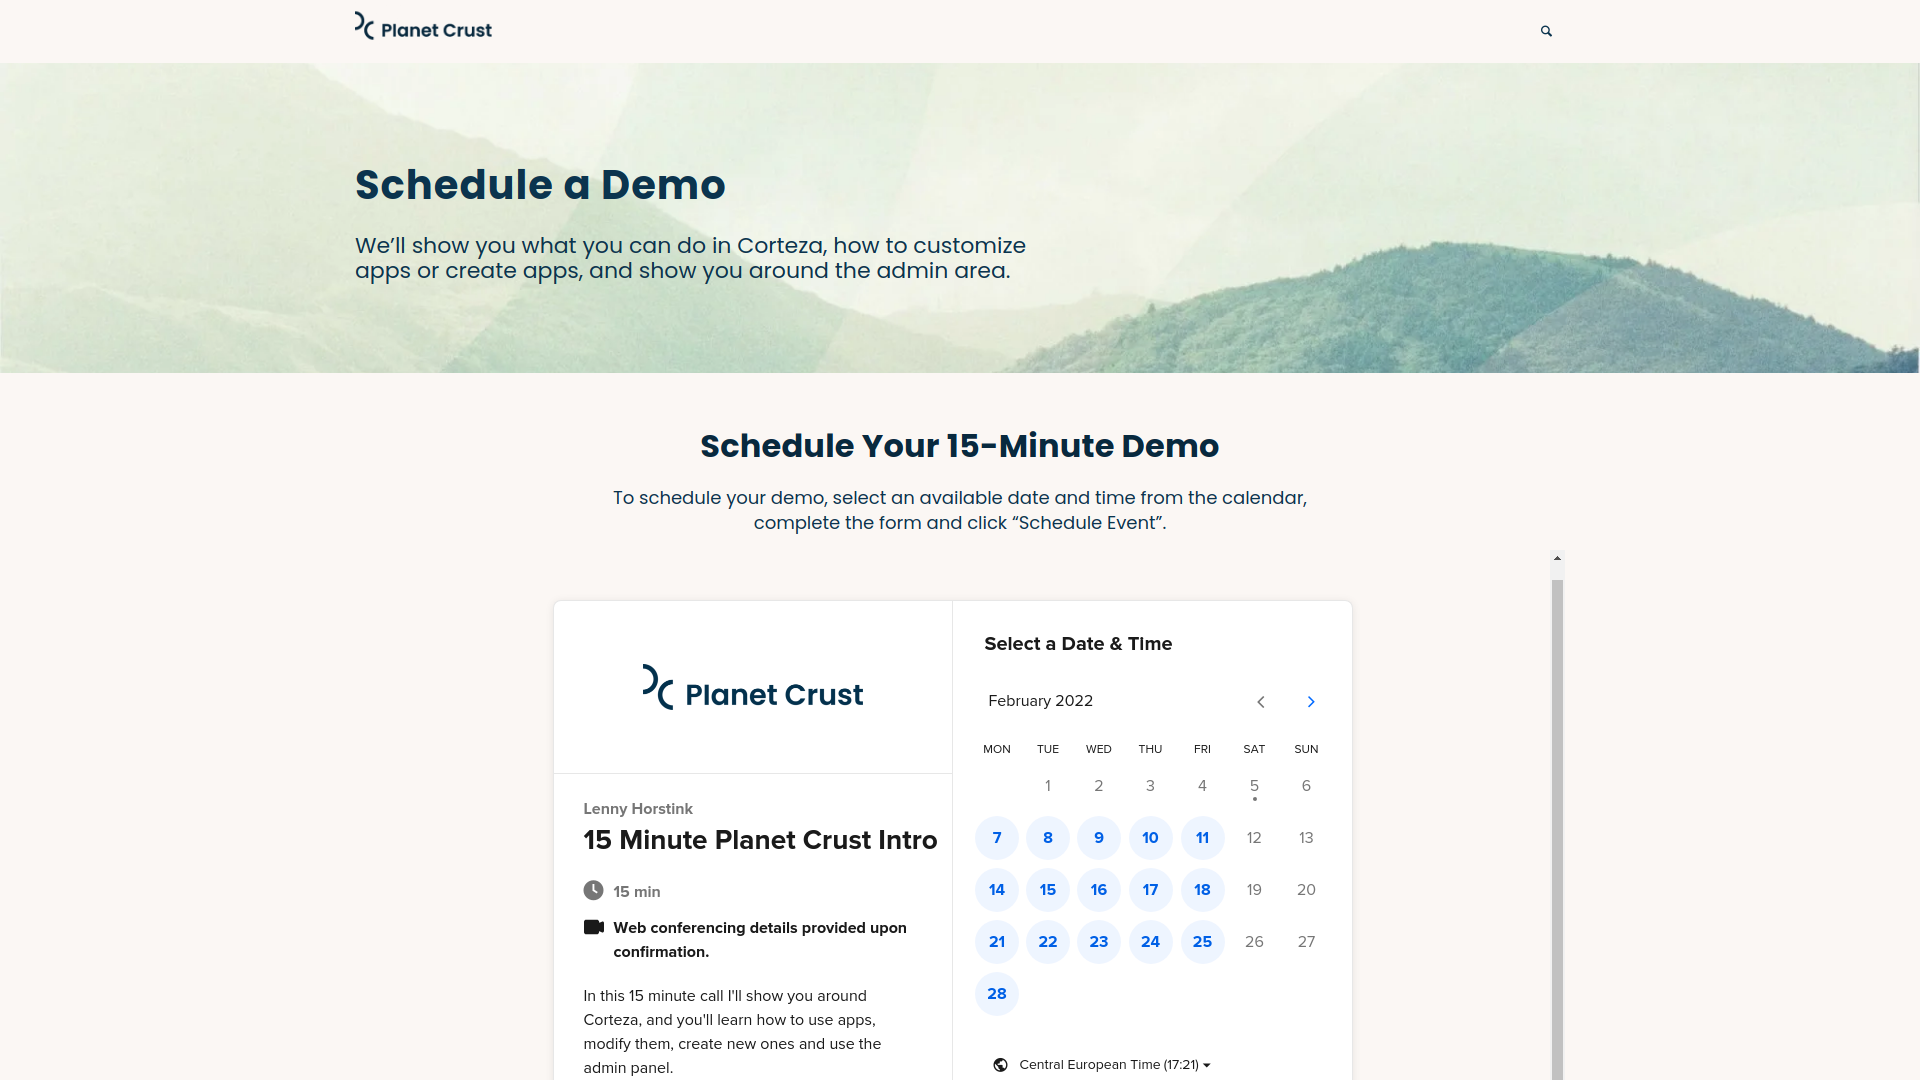 Planet Crust
Schedule a Demo
We’ll show you what you can do in Corteza, how to customize
apps or create apps, and show you around the admin area.
Schedule Your 15-Minute Demo
To schedule your demo, select an available date and time from the calendar,
complete the form and click “Schedule Event”.
Planet Crust
Lenny Horstink
15 Minute Planet Crust Intro
15 min
Web conferencing details provided upon
confirmation.
In this 15 minute call I'll show you around
Corteza, and you'll learn how to use apps,
modify them, create new ones and use the
admin panel.
Select a Date & Time
February 2022
MON TUE WED THU FRI SAT SUN
1 2 3 4 5 6
7 8 9 10 11 12 13
14 15 16 17 18 19 20
21 22 23 24 25 26 27
28
Central European Time (17:21)